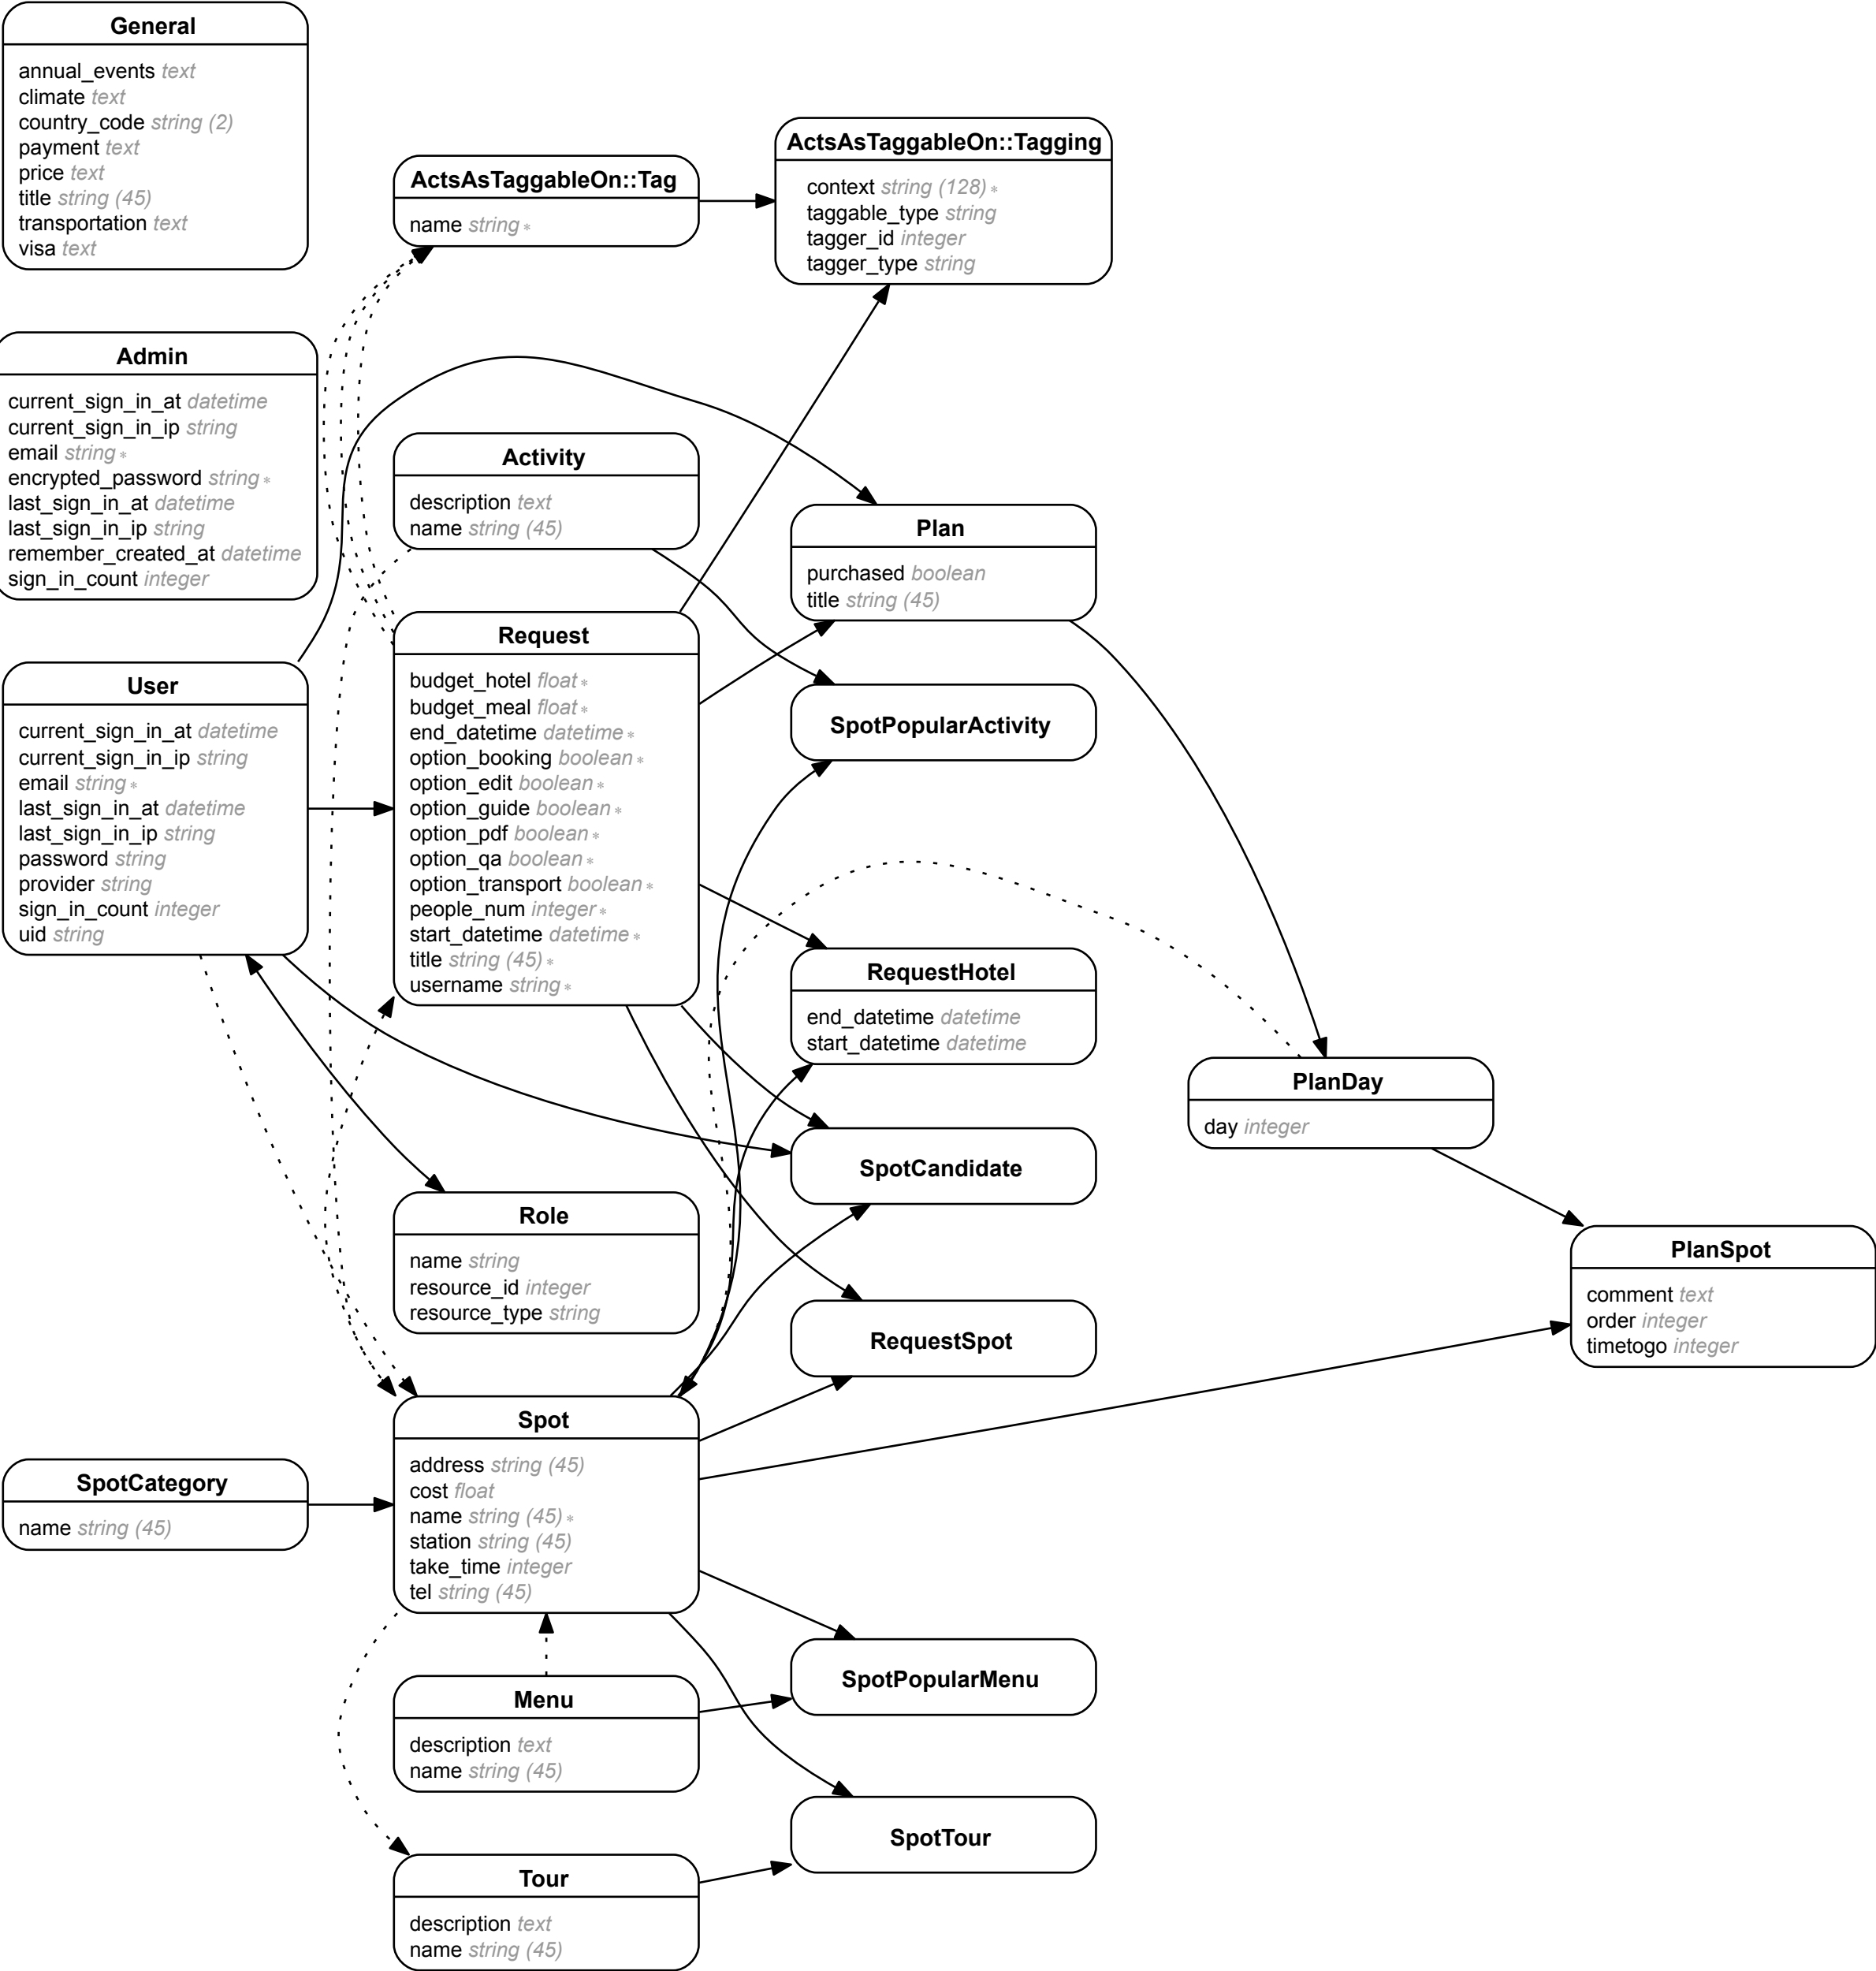 General
annual_events text
climate text
country_code string (2)
payment text
price text
title string (45)
transportation text
visa text
ActsAsTaggableOn::Tag
name string *
ActsAsTaggableOn::Tagging
context string (128) *
taggable_type string
tagger_id integer
tagger_type string
Admin
current_sign_in_at datetime
current_sign_in_ip string
email string *
encrypted_password string *
last_sign_in_at datetime
last_sign_in_ip string
remember_created_at datetime
sign_in_count integer
Activity
description text
name string (45)
Plan
purchased boolean
title string (45)
User
current_sign_in_at datetime
current_sign_in_ip string
email string *
last_sign_in_at datetime
last_sign_in_ip string
password string
provider string
sign_in_count integer
uid string
Request
budget_hotel float *
budget_meal float *
end_datetime datetime *
option_booking boolean *
option_edit boolean *
option_guide boolean *
option_pdf boolean *
option_qa boolean *
option_transport boolean *
people_num integer *
start_datetime datetime *
title string (45) *
username string *
SpotPopularActivity
RequestHotel
end_datetime datetime
start_datetime datetime
PlanDay
day integer
SpotCandidate
Role
name string
resource_id integer
resource_type string
PlanSpot
comment text
order integer
timetogo integer
RequestSpot
SpotCategory
name string (45)
Spot
address string (45)
cost float
name string (45) *
station string (45)
take_time integer
tel string (45)
SpotPopularMenu
Menu
description text
name string (45)
SpotTour
Tour
description text
name string (45)